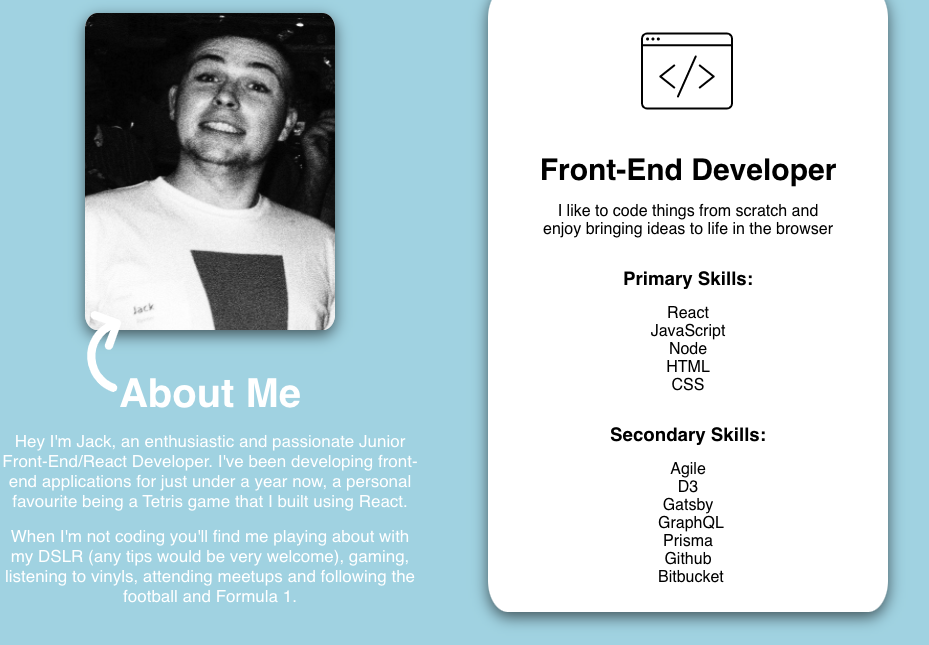 Jack
About Me
Hey I'm Jack, an enthusiastic and passionate Junior
Front-End/React Developer. I've been developing front-
end applications for just under a year now, a personal
favourite being a Tetris game that I built using React.
When I'm not coding you'll find me playing about with
my DSLR (any tips would be very welcome), gaming,
listening to vinyls, attending meetups and following the
football and Formula 1.
</>
Front-End Developer
I like to code things from scratch and
enjoy bringing ideas to life in the browser
Primary Skills:
React
JavaScript
Node
HTML
CSS
Secondary Skills:
Agile
D3
Gatsby
GraphQL
Prisma
Github
Bitbucket